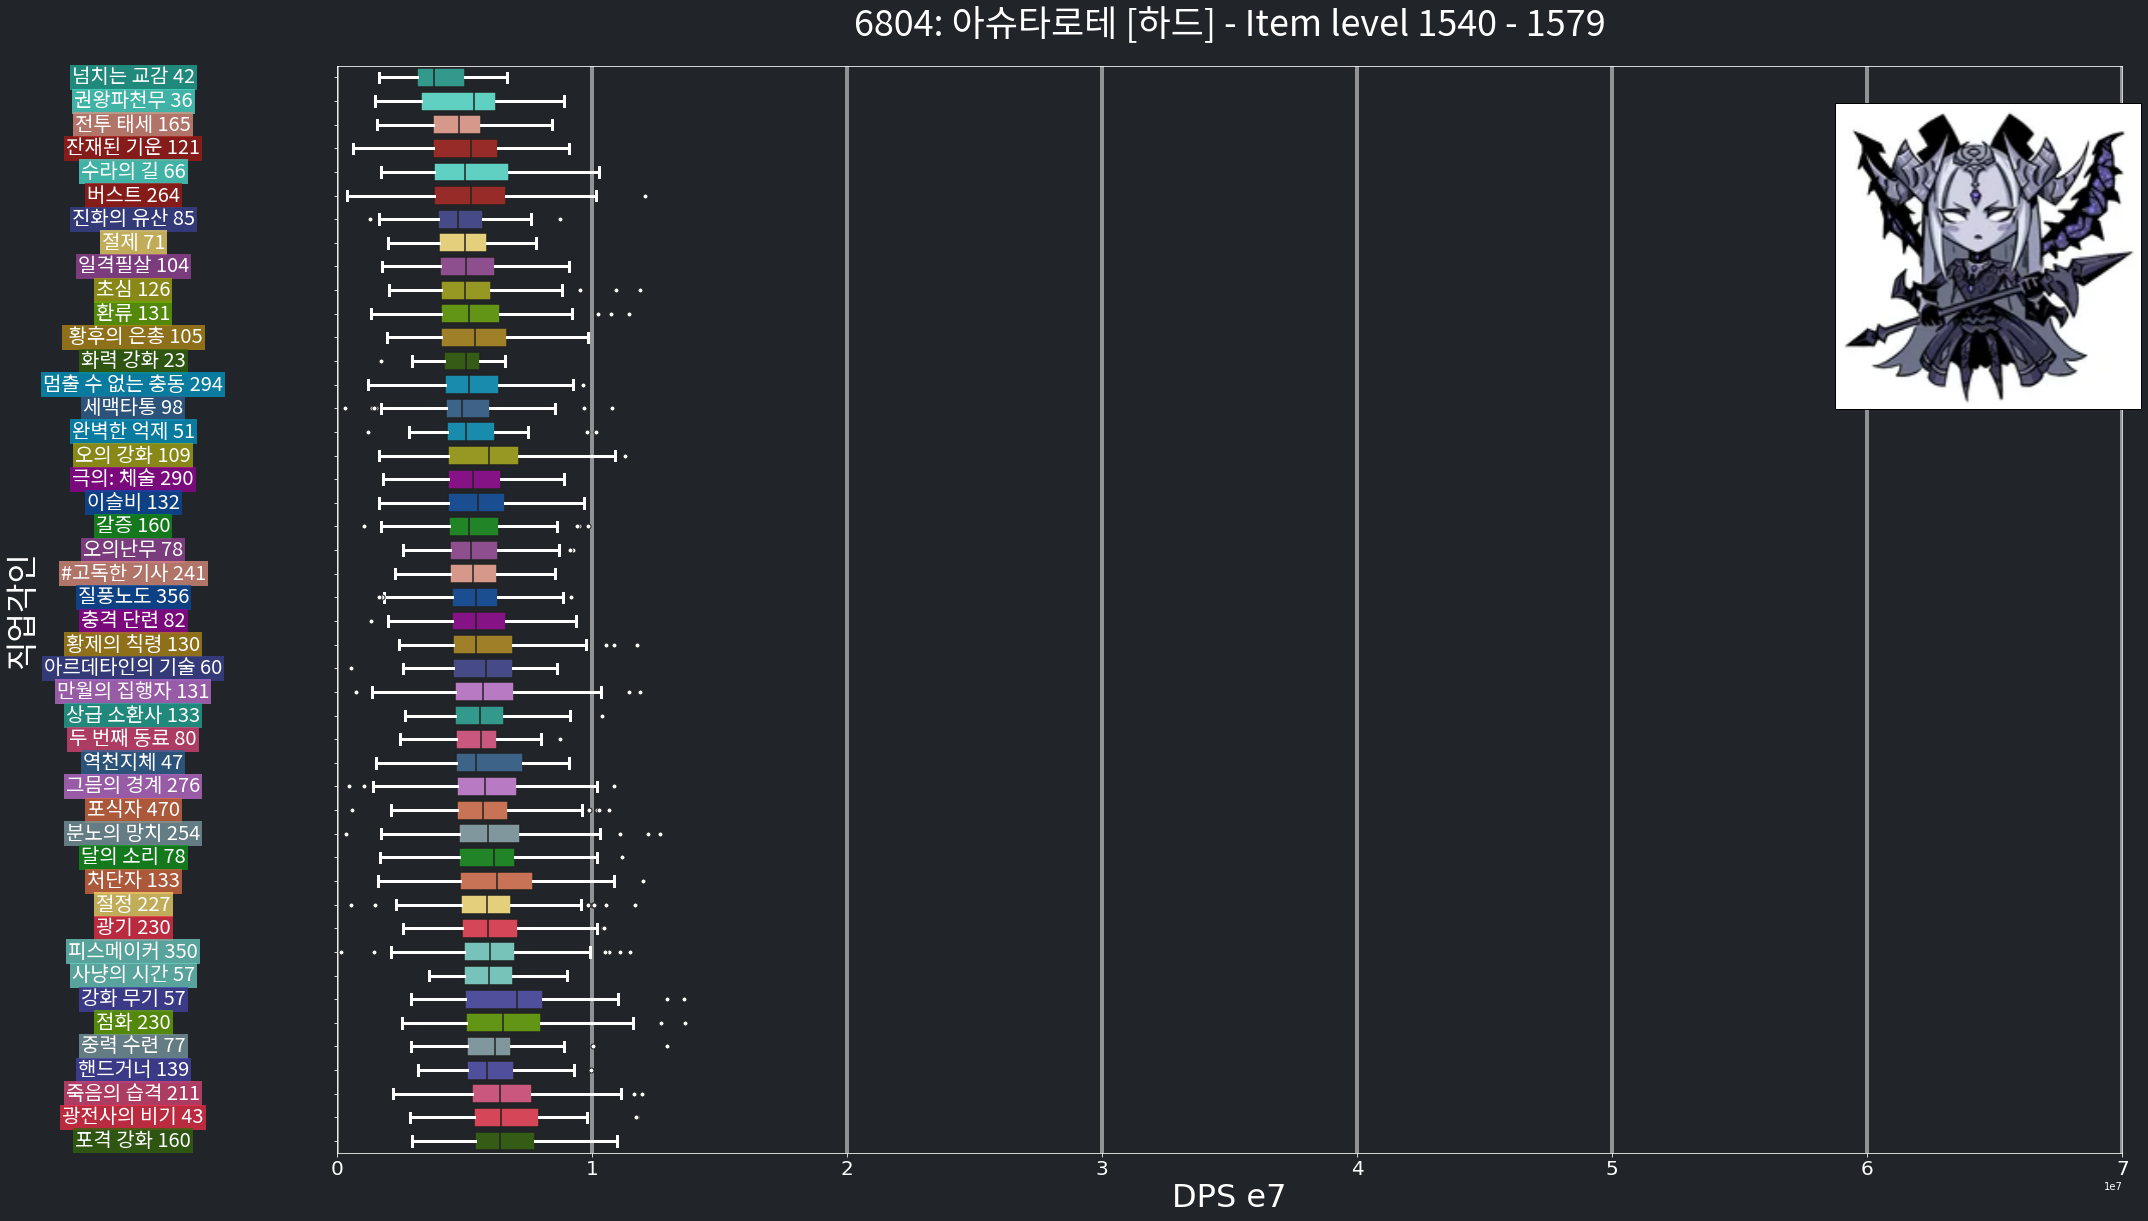 6804: 아슈타로테 [하드] - Item level 1540 - 1579
넘치는 교감 42
권왕파천무 36
전투 태세 165
잔재된 기운 121
수라의 길 66
버스트 264
진화의 유산 85
절제 71
일격필살 104
초심 126
환류 131
황후의 은총 105
화력 강화 23
멈출 수 없는 충동 294
세맥타통 98
완벽한 억제 51
오의 강화 109
극의: 체술 290
이슬비 132
갈증 160
오의난무 78
#고독한 기사 241
질풍노도 356
충격 단련 82
황제의 칙령 130
아르데타인의 기술 60
만월의 집행자 131
상급 소환사 133
두 번째 동료 80
역천지체 47
그믐의 경계 276
포식자 470
분노의 망치 254
달의 소리 78
처단자 133
절정 227
광기 230
피스메이커 350
사냥의 시간 57
강화 무기 57
점화 230
중력 수련 77
핸드거너 139
죽음의 습격 211
광전사의 비기 43
포격 강화 160
직업각인
0 1 2 3 4 5 6 7
1e7
DPS e7